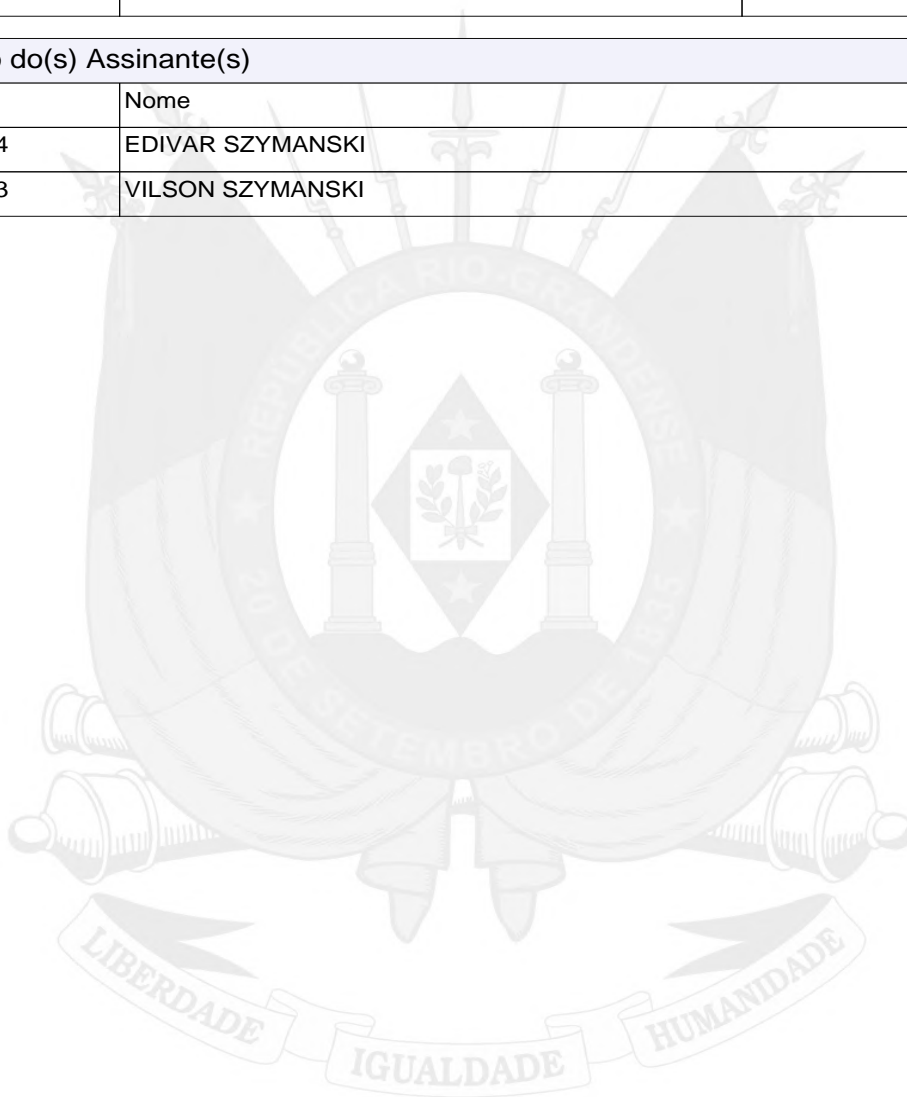 o do(s) Assinante(s)
Nome
4 EDIVAR SZYMANSKI
3 VILSON SZYMANSKI
REPUBLICA RIO-GRANDENSE
20 DE SETEMBRO DE 1835
LIBERDADE IGUALDADE HUMANIDADE